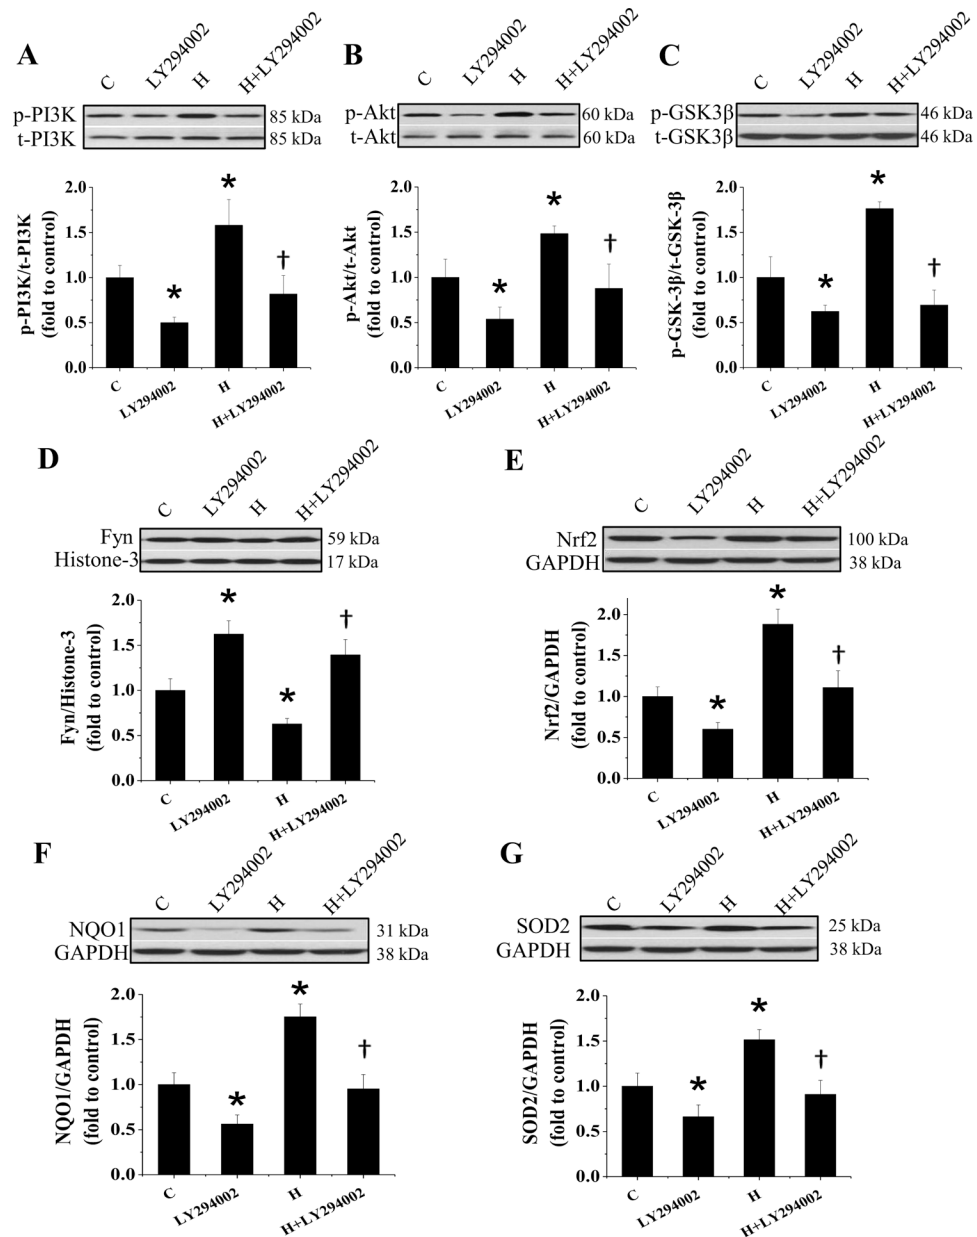 A
C
LY294002
H
H+LY294002
p-PI3K
85 kDa
t-PI3K
85 kDa
p-PI3K/t-PI3K
(fold to control)
2.0
1.5
1.0
0.5
0.0
*
*
†
C
LY294002
H
H+LY294002
B
C
LY294002
H
H+LY294002
p-Akt
60 kDa
t-Akt
60 kDa
p-Akt/t-Akt
(fold to control)
2.0
1.5
1.0
0.5
0.0
*
*
†
C
LY294002
H
H+LY294002
C
C
LY294002
H
H+LY294002
p-GSK3β
46 kDa
t-GSK3β
46 kDa
p-GSK-3β/t-GSK-3β
(fold to control)
2.0
1.5
1.0
0.5
0.0
*
*
†
C
LY294002
H
H+LY294002
D
C
LY294002
H
H+LY294002
Fyn
59 kDa
Histone-3
17 kDa
Fyn/Histone-3
(fold to control)
2.0
1.5
1.0
0.5
0.0
*
*
†
C
LY294002
H
H+LY294002
E
C
LY294002
H
H+LY294002
Nrf2
100 kDa
GAPDH
38 kDa
Nrf2/GAPDH
(fold to control)
2.0
1.5
1.0
0.5
0.0
*
*
†
C
LY294002
H
H+LY294002
F
C
LY294002
H
H+LY294002
NQO1
31 kDa
GAPDH
38 kDa
NQO1/GAPDH
(fold to control)
2.0
1.5
1.0
0.5
0.0
*
*
†
C
LY294002
H
H+LY294002
G
C
LY294002
H
H+LY294002
SOD2
25 kDa
GAPDH
38 kDa
SOD2/GAPDH
(fold to control)
2.0
1.5
1.0
0.5
0.0
*
*
†
C
LY294002
H
H+LY294002